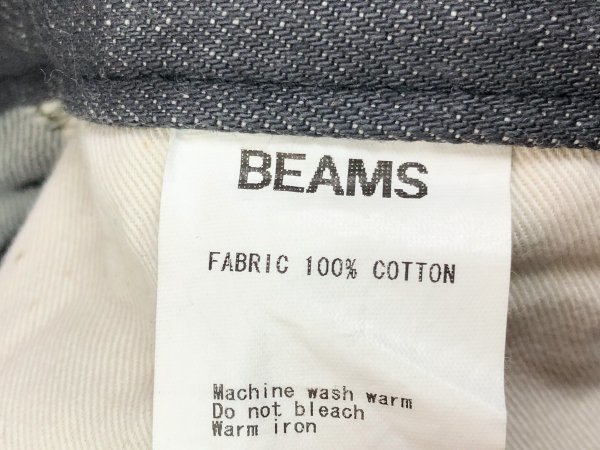 BEAMS
FABRIC 100% COTTON
Machine wash warm
Do not bleach
Warm iron